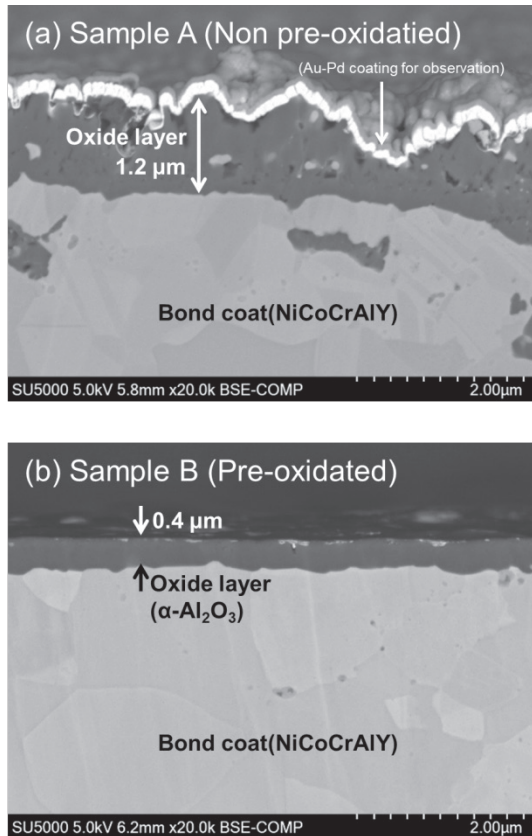 (a) Sample A (Non pre-oxidatied)
(Au-Pd coating for observation)
Oxide layer
1.2 μm
Bond coat(NiCoCrAlY)
SU5000 5.0kV 5.8mm x20.0k BSE-COMP 2.00μm
(b) Sample B (Pre-oxidated)
0.4 μm
Oxide layer
(α-Al₂O₃)
Bond coat(NiCoCrAlY)
SU5000 5.0kV 6.2mm x20.0k BSE-COMP 2.00μm